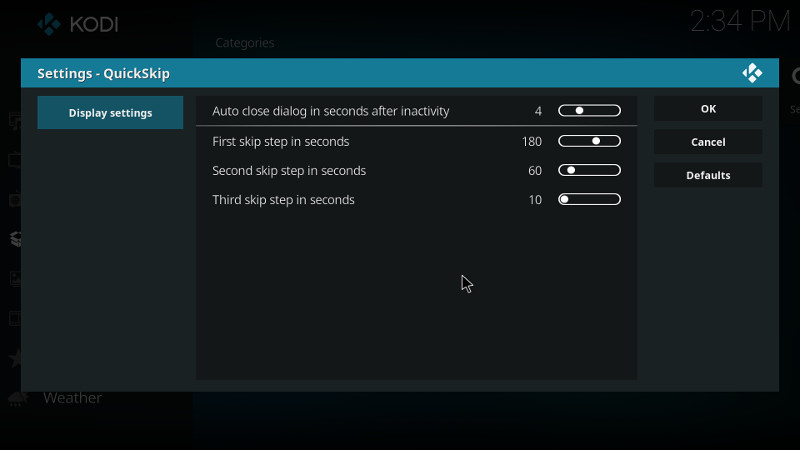 KODI
2:34 PM
Categories
Settings - QuickSkip
Display settings
Auto close dialog in seconds after inactivity 4
First skip step in seconds 180
Second skip step in seconds 60
Third skip step in seconds 10
OK
Cancel
Defaults
Se
Weather